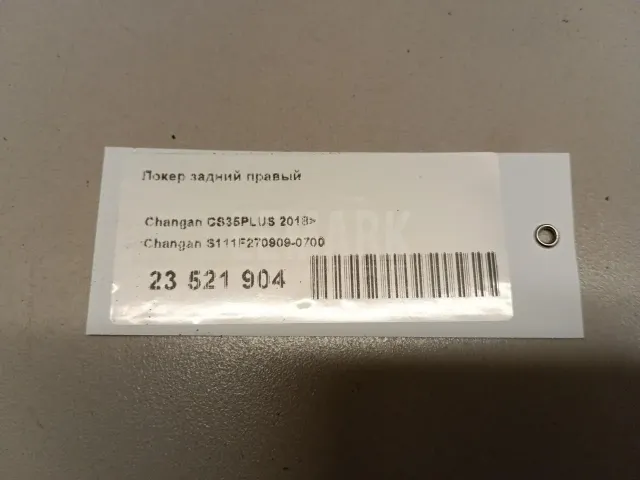 Локер задний правый
Changan CS35PLUS 2018>
Changan S111F270909-0700
23 521 904